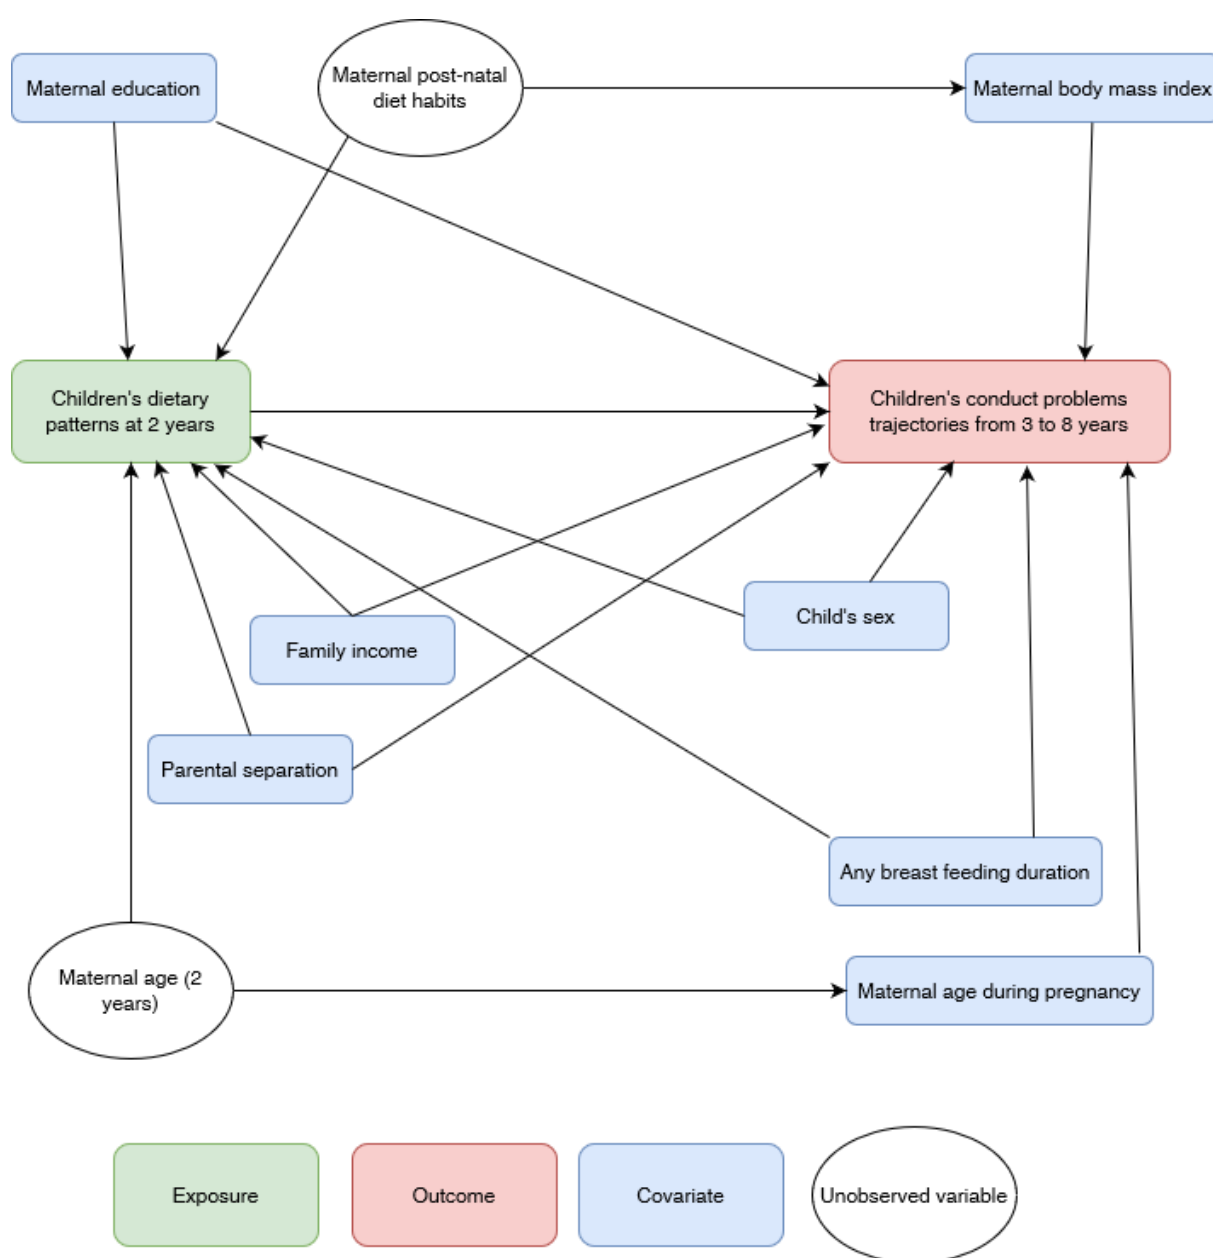 Maternal education
Maternal post-natal
diet habits
Maternal body mass index
Children's dietary
patterns at 2 years
Children's conduct problems
trajectories from 3 to 8 years
Child's sex
Family income
Parental separation
Any breast feeding duration
Maternal age (2
years)
Maternal age during pregnancy
Exposure
Outcome
Covariate
Unobserved variable